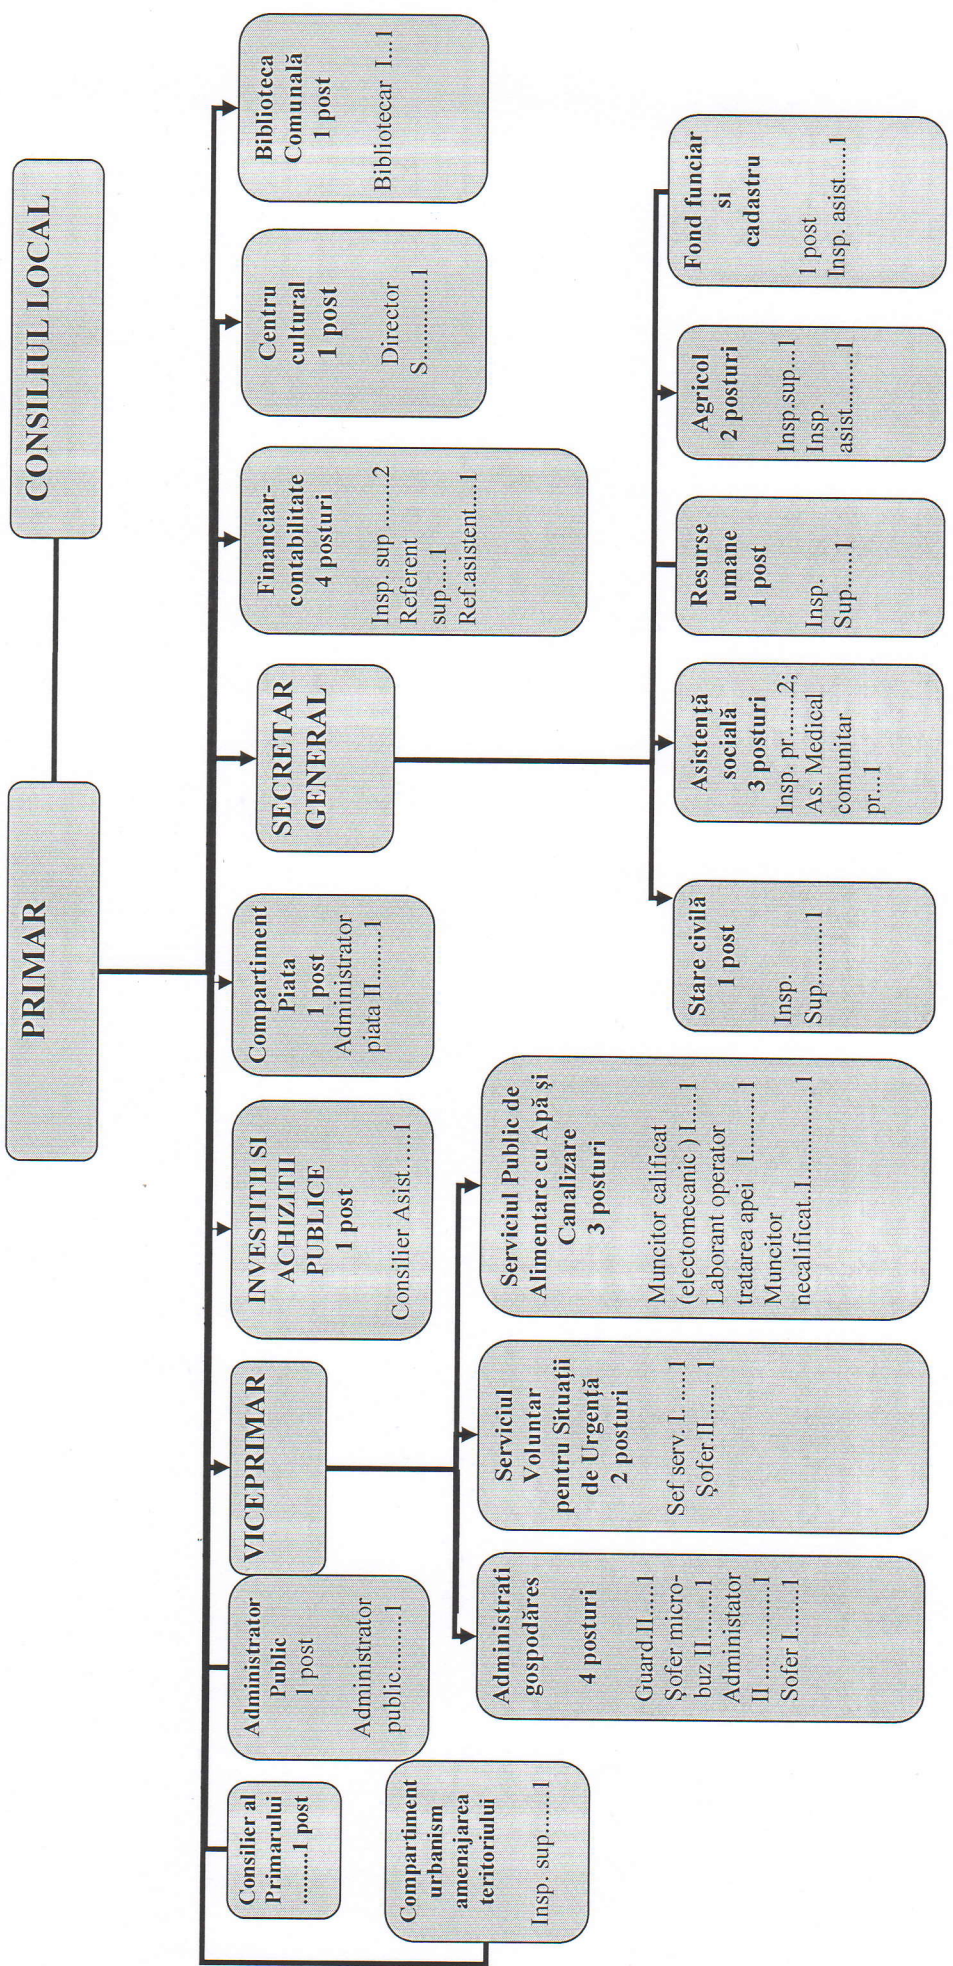 PRIMAR
CONSILIUL LOCAL
Consilier al
Primarului
.........1 post
Administrator
Public
1 post
Administrator
public.........1
VICEPRIMAR
INVESTITII SI
ACHIZITII
PUBLICE
1 post
Consilier Asist.....1
Compartiment
Piata
1 post
Administrator
piata II..........1
SECRETAR
GENERAL
Financiar-
contabilitate
4 posturi
Insp. sup ........2
Referent
sup.....1
Ref.asistent....1
Centru
cultural
1 post
Director
S.............1
Biblioteca
Comunală
1 post
Bibliotecar I...1
Compartiment
urbanism
amenajarea
teritoriului
Insp. sup........1
Administrati
gospodăres
4 posturi
Guard.II.....1
Şofer micro-
buz II.........1
Administator
II ...............1
Sofer I.......1
Serviciul
Voluntar
pentru Situaţii
de Urgenţă
2 posturi
Sef serv. I. ......1
Şofer.II...... 1
Serviciul Public de
Alimentare cu Apă şi
Canalizare
3 posturi
Muncitor calificat
(electomecanic ) I......1
Laborant operator
tratarea apei I...........1
Muncitor
necalificat.I...............1
Stare civilă
1 post
Insp.
Sup...........1
Asistenţă
socială
3 posturi
Insp. pr........2;
As. Medical
comunitar
pr...1
Resurse
umane
1 post
Insp.
Sup......1
Agricol
2 posturi
Insp.sup...1
Insp.
asist.........1
Fond funciar
si
cadastru
1 post
Insp. asist.....1